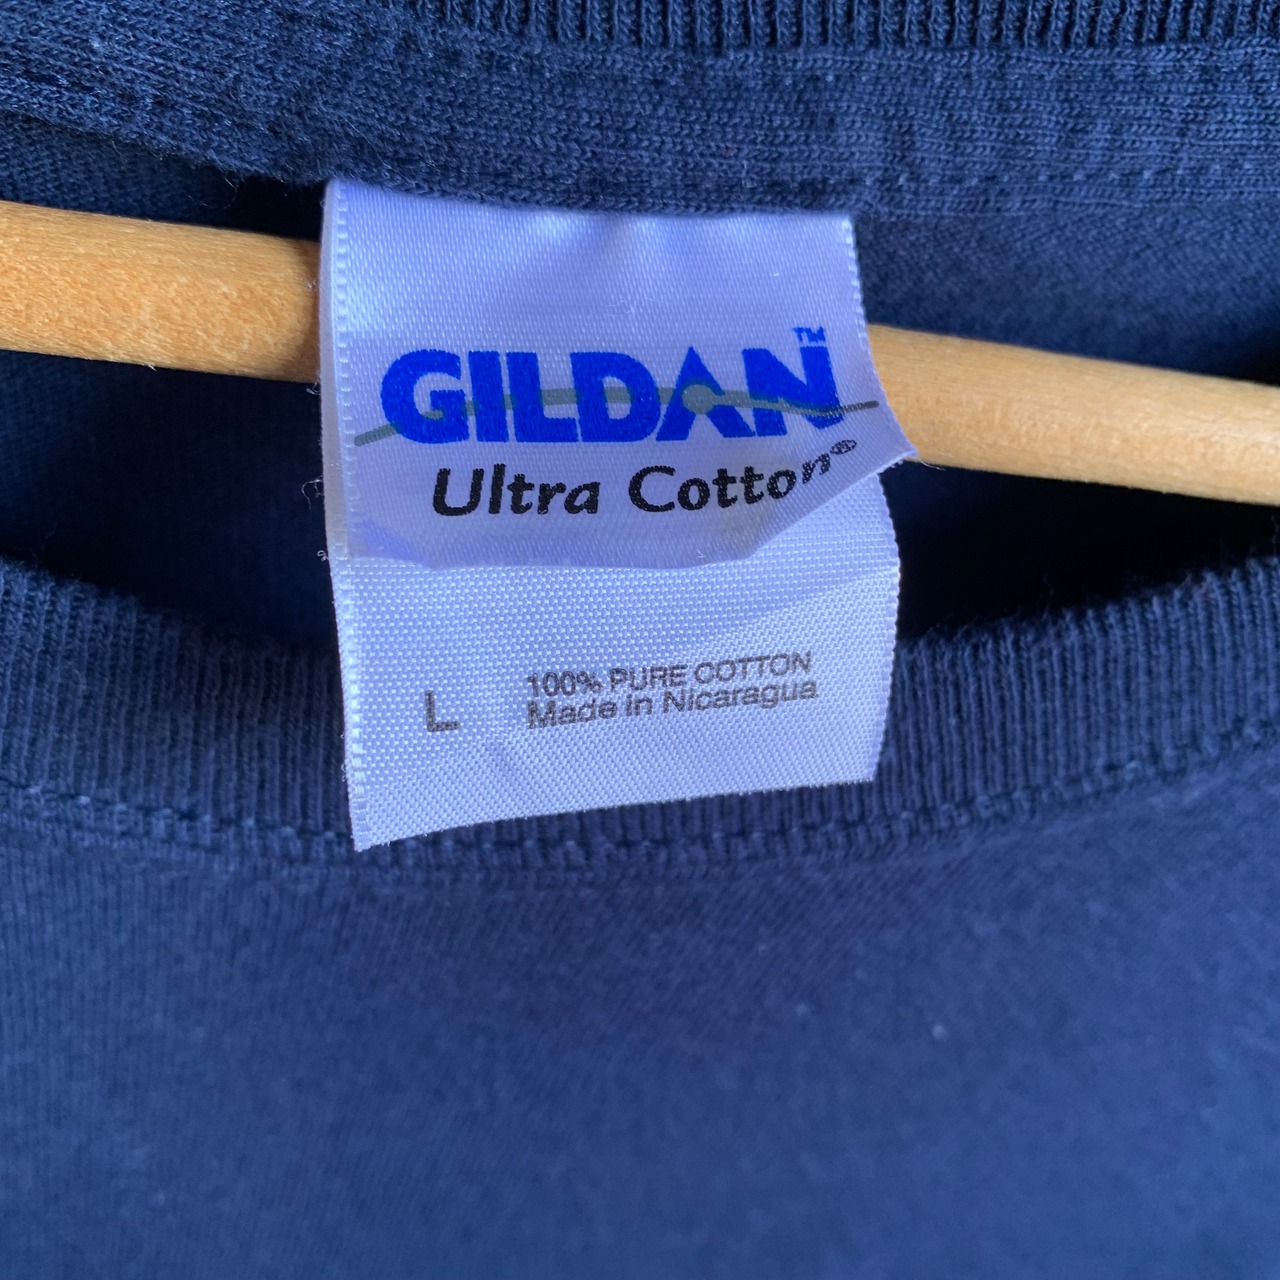 GILDAN™
Ultra Cotton®
L
100% PURE COTTON
Made in Nicaragua